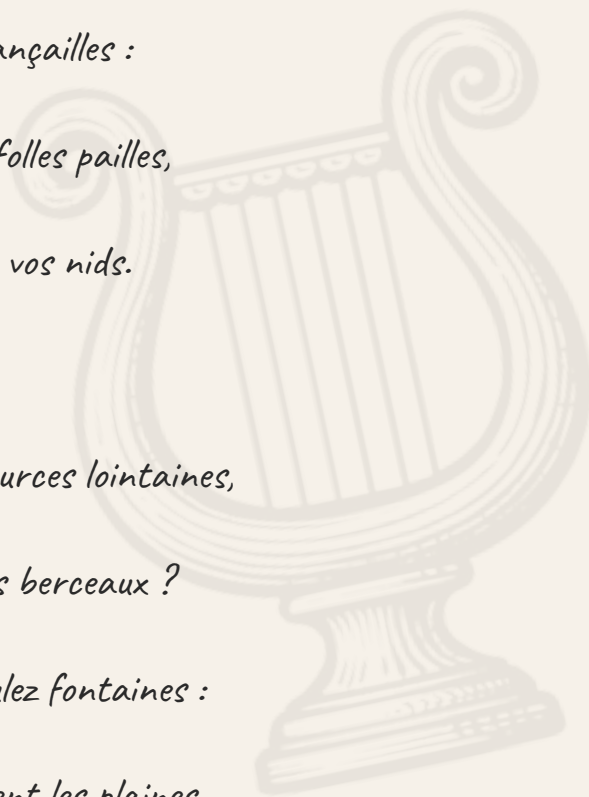 ançailles :
folles pailles,
vos nids.
urces lointaines,
s berceaux ?
lez fontaines :
ent les plaines